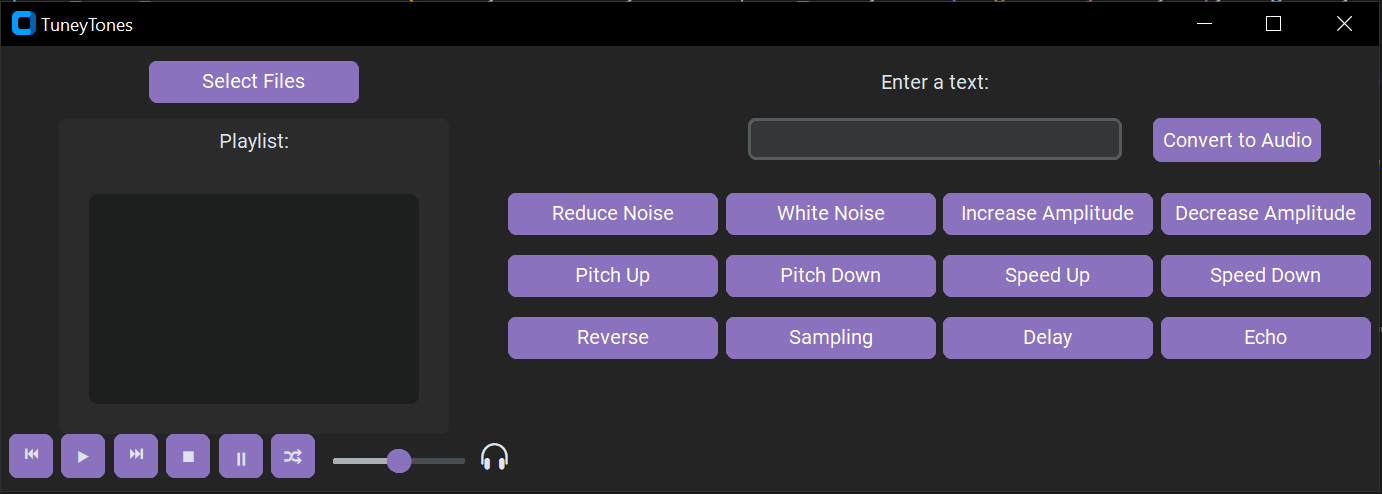 TuneyTones
Select Files
Enter a text:
Playlist:
Convert to Audio
Reduce Noise
White Noise
Increase Amplitude
Decrease Amplitude
Pitch Up
Pitch Down
Speed Up
Speed Down
Reverse
Sampling
Delay
Echo